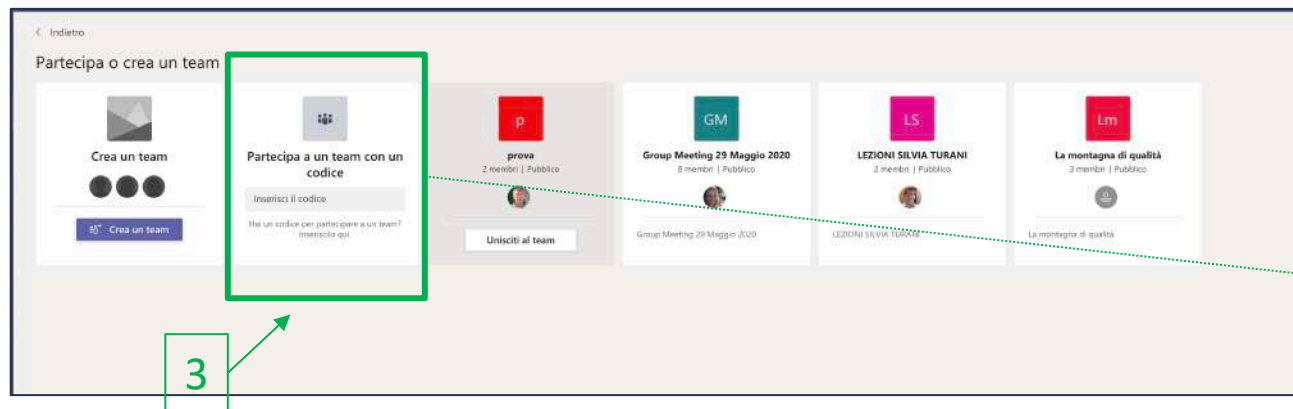 < Indietro
Partecipa o crea un team
Crea un team
Crea un team
Partecipa a un team con un
codice
Inserisci il codice
Hai un codice per partecipare a un team?
Inseriscilo qui.
p
prova
2 membri | Pubblico
Unisciti al team
GM
Group Meeting 29 Maggio 2020
8 membri | Pubblico
Group Meeting 29 Maggio 2020
LS
LEZIONI SILVIA TURANI
2 membri | Pubblico
LEZIONI SILVIA TURANI
Lm
La montagna di qualità
3 membri | Pubblico
La montagna di qualità
3